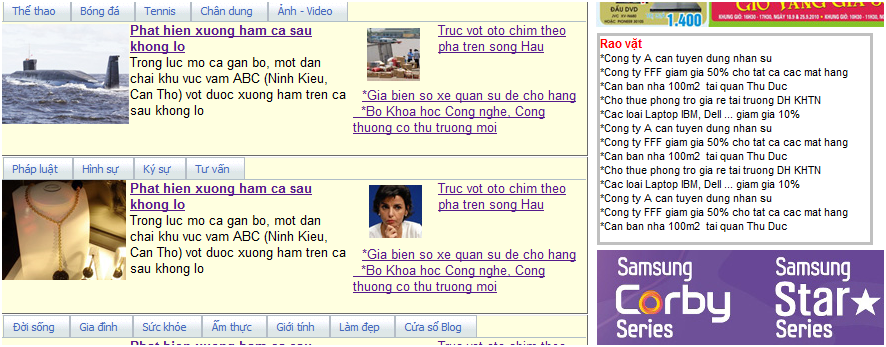 Thể thao Bóng đá Tennis Chân dung Ảnh - Video
Phat hien xuong ham ca sau
khong lo
Trong luc mo ca gan bo, mot dan
chai khu vuc vam ABC (Ninh Kieu,
Can Tho) vot duoc xuong ham tren ca
sau khong lo
Truc vot oto chim theo
pha tren song Hau
*Gia bien so xe quan su de cho hang
*Bo Khoa hoc Cong nghe, Cong
thuong co thu truong moi
Pháp luật Hình sự Ký sự Tư vấn
Phat hien xuong ham ca sau
khong lo
Trong luc mo ca gan bo, mot dan
chai khu vuc vam ABC (Ninh Kieu,
Can Tho) vot duoc xuong ham tren ca
sau khong lo
Truc vot oto chim theo
pha tren song Hau
*Gia bien so xe quan su de cho hang
*Bo Khoa hoc Cong nghe, Cong
thuong co thu truong moi
Đời sống Gia đình Sức khỏe Ẩm thực Giới tính Làm đẹp Cửa sổ Blog
ĐẦU DVD
1.400
Rao vặt
*Cong ty A can tuyen dung nhan su
*Cong ty FFF giam gia 50% cho tat ca cac mat hang
*Can ban nha 100m2 tai quan Thu Duc
*Cho thue phong tro gia re tai truong DH KHTN
*Cac loai Laptop IBM, Dell ... giam gia 10%
*Cong ty A can tuyen dung nhan su
*Cong ty FFF giam gia 50% cho tat ca cac mat hang
*Can ban nha 100m2 tai quan Thu Duc
*Cho thue phong tro gia re tai truong DH KHTN
*Cac loai Laptop IBM, Dell ... giam gia 10%
*Cong ty A can tuyen dung nhan su
*Cong ty FFF giam gia 50% cho tat ca cac mat hang
*Can ban nha 100m2 tai quan Thu Duc
Samsung
Corby
Series
Samsung
Star★
Series